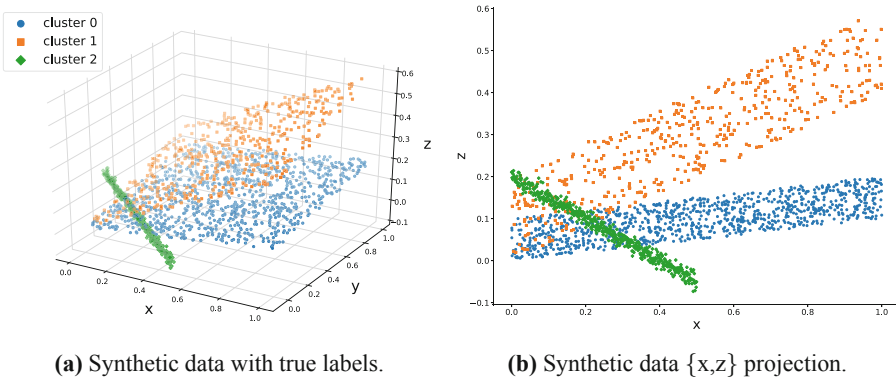 cluster 0
cluster 1
cluster 2
0.6
0.5
0.4
0.3
0.2
0.1
0.0
−0.1
z
0.0
0.2
0.4
0.6
0.8
1.0
x
0.0
0.2
0.4
0.6
0.8
1.0
y
(a) Synthetic data with true labels.
0.6
0.5
0.4
0.3
0.2
0.1
0.0
−0.1
z
0.0 0.2 0.4 0.6 0.8 1.0
x
(b) Synthetic data {x,z} projection.